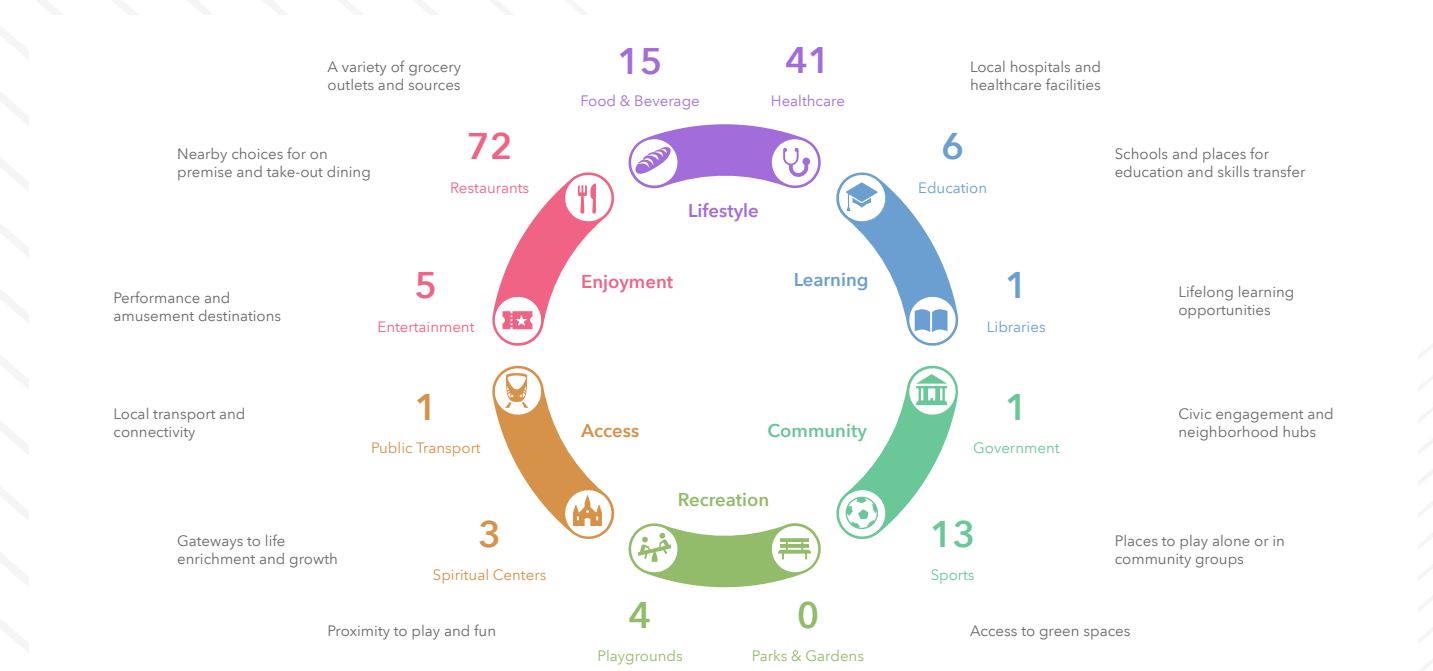 15
41
A variety of grocery
outlets and sources
Food & Beverage
Healthcare
Local hospitals and
healthcare facilities
Nearby choices for on
premise and take-out dining
72
Restaurants
6
Education
Schools and places for
education and skills transfer
Lifestyle
Enjoyment
Learning
Performance and
amusement destinations
5
Entertainment
1
Libraries
Lifelong learning
opportunities
Local transport and
connectivity
1
Public Transport
Access
Community
1
Government
Civic engagement and
neighborhood hubs
Recreation
Gateways to life
enrichment and growth
3
Spiritual Centers
13
Sports
Places to play alone or in
community groups
Proximity to play and fun
4
Playgrounds
0
Parks & Gardens
Access to green spaces